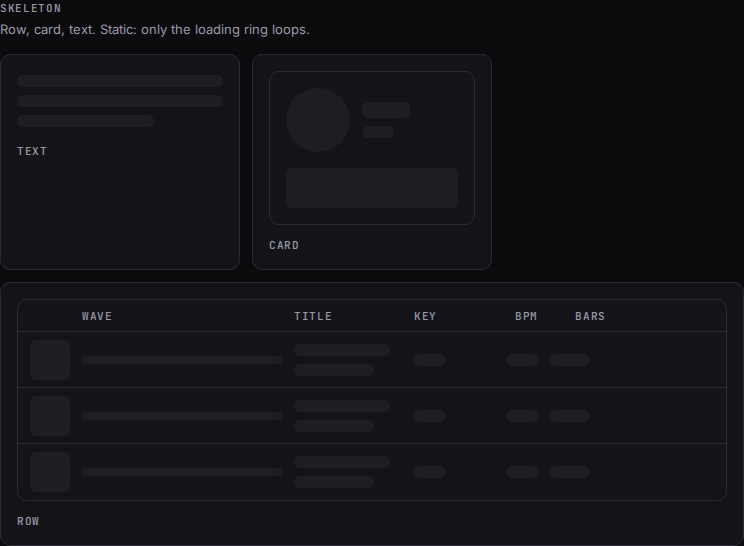 SKELETON
Row, card, text. Static: only the loading ring loops.
TEXT
CARD
WAVE TITLE KEY BPM BARS
ROW